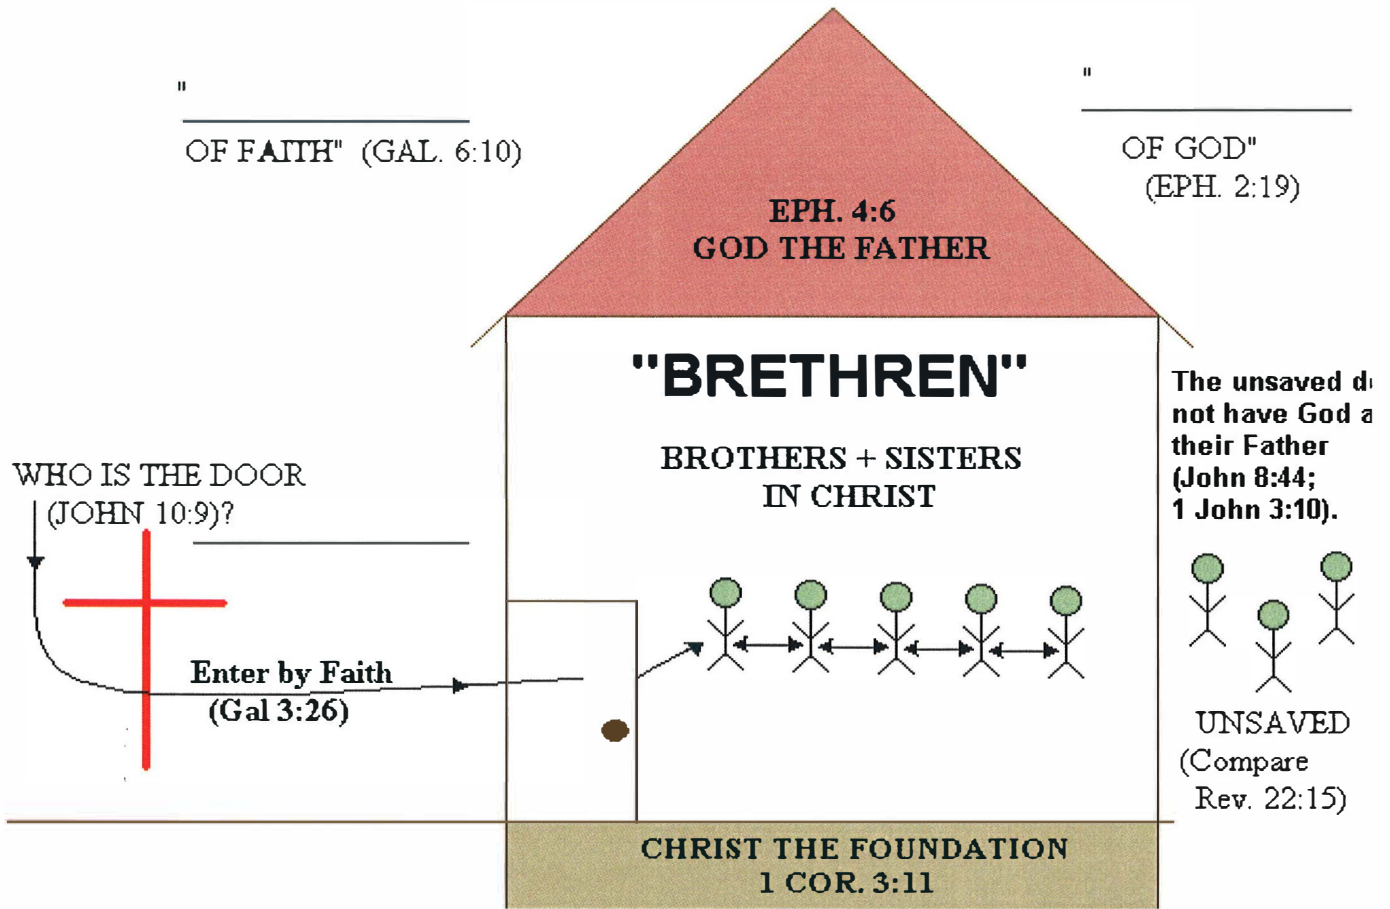 "
OF FAITH" (GAL. 6:10)
"
OF GOD"
(EPH. 2:19)
EPH. 4:6
GOD THE FATHER
"BRETHREN"
BROTHERS + SISTERS
IN CHRIST
The unsaved d
not have God a
their Father
(John 8:44;
1 John 3:10).
WHO IS THE DOOR
(JOHN 10:9)?
Enter by Faith
(Gal 3:26)
UNSAVED
(Compare
Rev. 22:15)
CHRIST THE FOUNDATION
1 COR. 3:11